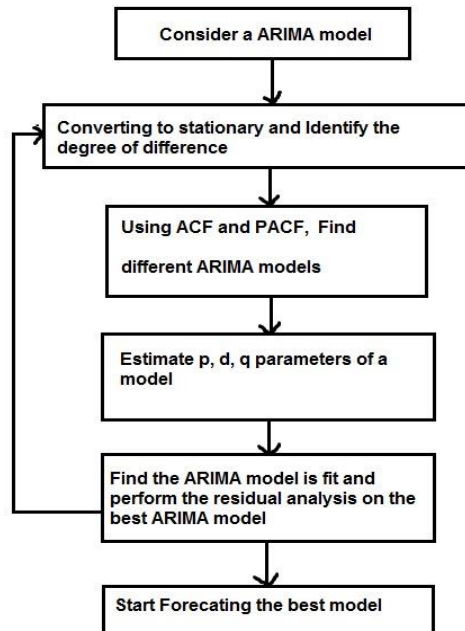 Consider a ARIMA model
Converting to stationary and Identify the
degree of difference
Using ACF and PACF, Find
different ARIMA models
Estimate p, d, q parameters of a
model
Find the ARIMA model is fit and
perform the residual analysis on the
best ARIMA model
Start Forecating the best model